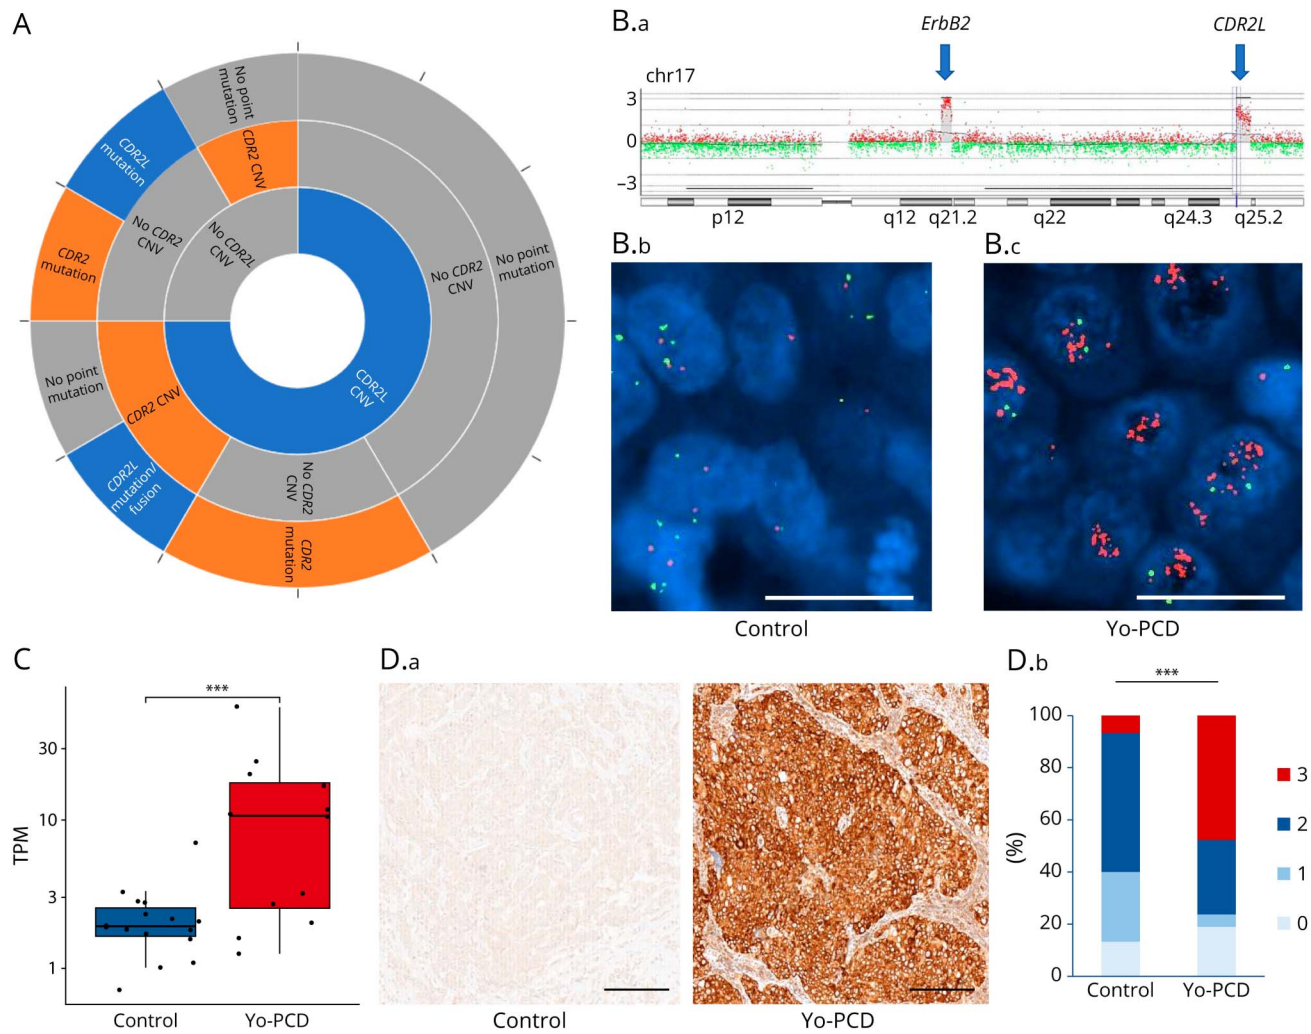 A
No point
mutation
CDR2 CNV
CDR2L
mutation
No CDR2
CNV
No CDR2L
CNV
CDR2
mutation
No CDR2
CNV
No point
mutation
No point
mutation
CDR2 CNV
CDR2L
CNV
CDR2L
mutation/
fusion
No CDR2
CNV
CDR2
mutation
B.a
ErbB2
CDR2L
chr17
3
0
−3
p12
q12
q21.2
q22
q24.3
q25.2
B.b
B.c
Control
Yo-PCD
C
***
30
10
3
1
TPM
Control
Yo-PCD
D.a
Control
Yo-PCD
D.b
***
100
80
60
40
20
0
(%)
3
2
1
0
Control
Yo-PCD